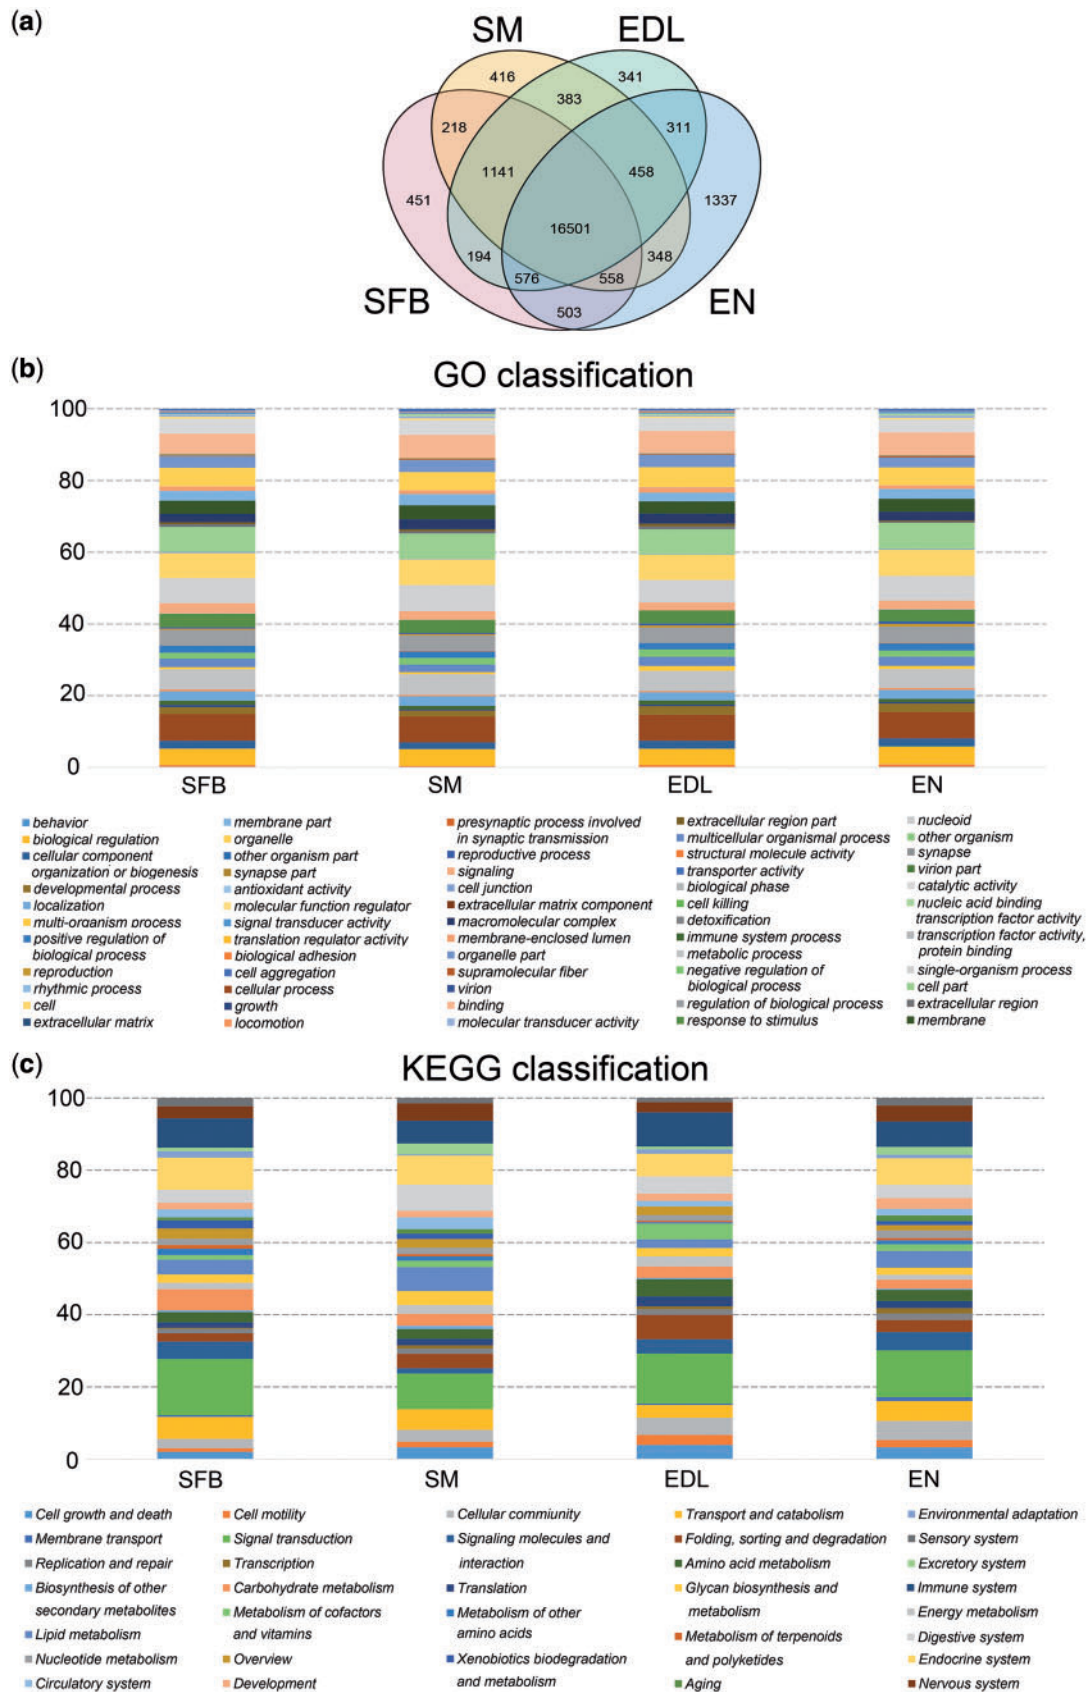 (a)
SM
EDL
416
341
383
218
311
1141
458
451
1337
16501
194
348
576
558
503
SFB
EN
(b)
GO classification
100
80
60
40
20
0
SFB
SM
EDL
EN
behavior
biological regulation
cellular component
organization or biogenesis
developmental process
localization
multi-organism process
positive regulation of
biological process
reproduction
rhythmic process
cell
extracellular matrix
membrane part
organelle
other organism part
synapse part
antioxidant activity
molecular function regulator
signal transducer activity
translation regulator activity
biological adhesion
cell aggregation
cellular process
growth
locomotion
presynaptic process involved
in synaptic transmission
reproductive process
signaling
cell junction
extracellular matrix component
macromolecular complex
membrane-enclosed lumen
organelle part
supramolecular fiber
virion
binding
molecular transducer activity
extracellular region part
multicellular organismal process
structural molecule activity
transporter activity
biological phase
cell killing
detoxification
immune system process
metabolic process
negative regulation of
biological process
regulation of biological process
response to stimulus
nucleoid
other organism
synapse
virion part
catalytic activity
nucleic acid binding
transcription factor activity
transcription factor activity,
protein binding
single-organism process
cell part
extracellular region
membrane
(c)
KEGG classification
100
80
60
40
20
0
SFB
SM
EDL
EN
Cell growth and death
Membrane transport
Replication and repair
Biosynthesis of other
secondary metabolites
Lipid metabolism
Nucleotide metabolism
Circulatory system
Cell motility
Signal transduction
Transcription
Carbohydrate metabolism
Metabolism of cofactors
and vitamins
Overview
Development
Cellular commiunity
Signaling molecules and
interaction
Translation
Metabolism of other
amino acids
Xenobiotics biodegradation
and metabolism
Transport and catabolism
Folding, sorting and degradation
Amino acid metabolism
Glycan biosynthesis and
metabolism
Metabolism of terpenoids
and polyketides
Aging
Environmental adaptation
Sensory system
Excretory system
Immune system
Energy metabolism
Digestive system
Endocrine system
Nervous system